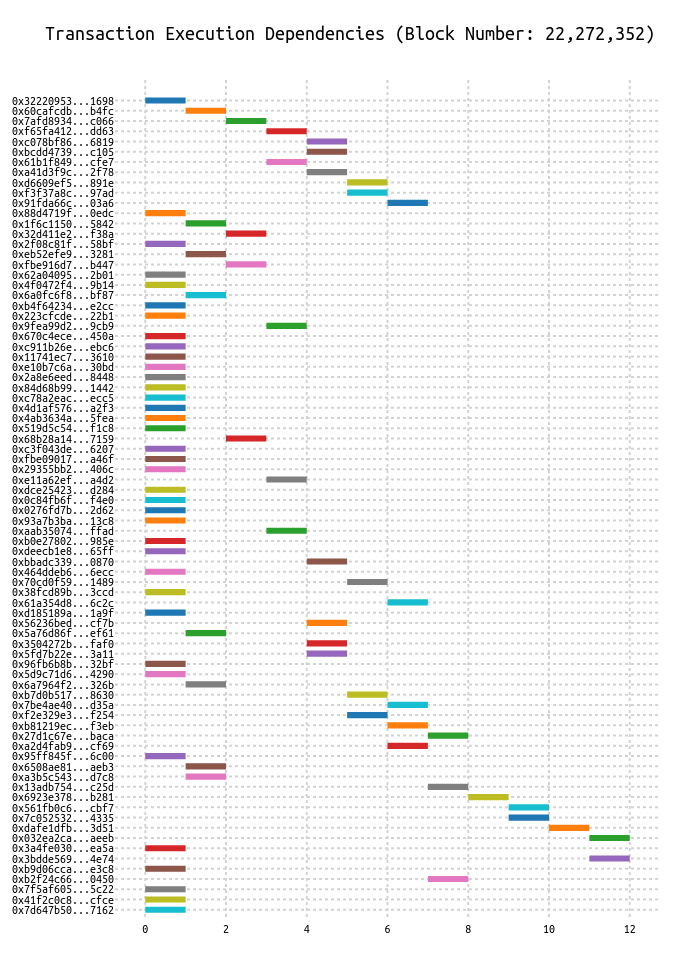 Transaction Execution Dependencies (Block Number: 22,272,352)
0x32220953...1698
0x60cafcdb...b4fc
0x7afd8934...c066
0xf65fa412...dd63
0xc078bf86...6819
0xbcdd4739...c105
0x61b1f849...cfe7
0xa41d3f9c...2f78
0xd6609ef5...891e
0xf3f37a8c...97ad
0x91fda66c...03a6
0x88d4719f...0edc
0x1f6c1150...5842
0x32d411e2...f38a
0x2f08c81f...58bf
0xeb52efe9...3281
0xfbe916d7...b447
0x62a04095...2b01
0x4f0472f4...9b14
0x6a0fc6f8...bf87
0xb4f64234...e2cc
0x223cfcde...22b1
0x9fea99d2...9cb9
0x670c4ece...450a
0xc911b26e...ebc6
0x11741ec7...3610
0xe10b7c6a...30bd
0x2a8e6eed...8448
0x84d68b99...1442
0xc78a2eac...ecc5
0x4d1af576...a2f3
0x4ab3634a...5fea
0x519d5c54...f1c8
0x68b28a14...7159
0xc3f043de...6207
0xfbe09017...a46f
0x29355bb2...406c
0xe11a62ef...a4d2
0xdce25423...d284
0x0c84fb6f...f4e0
0x0276fd7b...2d62
0x93a7b3ba...13c8
0xaab35074...ffad
0xb0e27802...985e
0xdeecb1e8...65ff
0xbbadc339...0870
0x464ddeb6...6ecc
0x70cd0f59...1489
0x38fcd89b...3ccd
0x61a354d8...6c2c
0xd185189a...1a9f
0x56236bed...cf7b
0x5a76d86f...ef61
0x3504272b...faf0
0x5fd7b22e...3a11
0x96fb6b8b...32bf
0x5d9c71d6...4290
0x6a7964f2...326b
0xb7d0b517...8630
0x7be4ae40...d35a
0xf2e329e3...f254
0xb81219ec...f3eb
0x27d1c67e...baca
0xa2d4fab9...cf69
0x95ff845f...6c00
0x6508ae81...aeb3
0xa3b5c543...d7c8
0x13adb754...c25d
0x6923e378...b281
0x561fb0c6...cbf7
0x7c052532...4335
0xdafe1dfb...3d51
0x032ea2ca...aeeb
0x3a4fe030...ea5a
0x3bdde569...4e74
0xb9d06cca...e3c8
0xb2f24c66...0450
0x7f5af605...5c22
0x41f2c0c8...cfce
0x7d647b50...7162
0 2 4 6 8 10 12